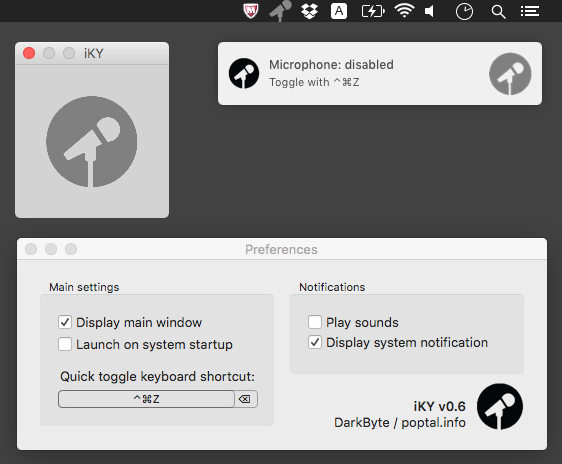 A
iKY
Microphone: disabled
Toggle with ^⌘Z
Preferences
Main settings
Display main window
Launch on system startup
Quick toggle keyboard shortcut:
^⌘Z
Notifications
Play sounds
Display system notification
iKY v0.6
DarkByte / poptal.info